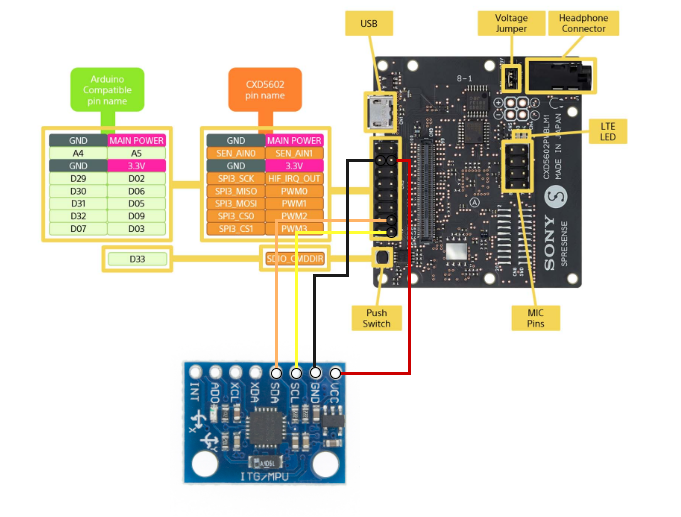 USB
Voltage
Jumper
Headphone
Connector
Arduino
Compatible
pin name
CXD5602
pin name
8-1
LTE
LED
GND MAIN POWER
A4 A5
GND 3.3V
D29 D02
D30 D06
D31 D05
D32 D09
D07 D03
GND MAIN POWER
SEN_AIN0 SEN_AIN1
GND 3.3V
SPI3_SCK HIF_IRQ_OUT
SPI3_MISO PWM0
SPI3_MOSI PWM1
SPI3_CS0 PWM2
SPI3_CS1 PWM3
D33
SDIO_CMDDIR
MADE IN JAPAN
SONY
SPRESENSE
Push
Switch
MIC
Pins
INT
ADO
XCL
XDA
SDA
SCL
GND
VCC
X
Y
ITG/MPU